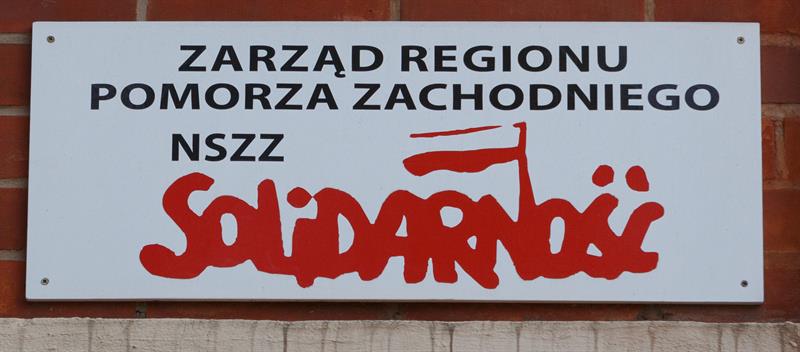 ZARZĄD REGIONU
POMORZA ZACHODNIEGO
NSZZ
SOLIDARNOŚĆ